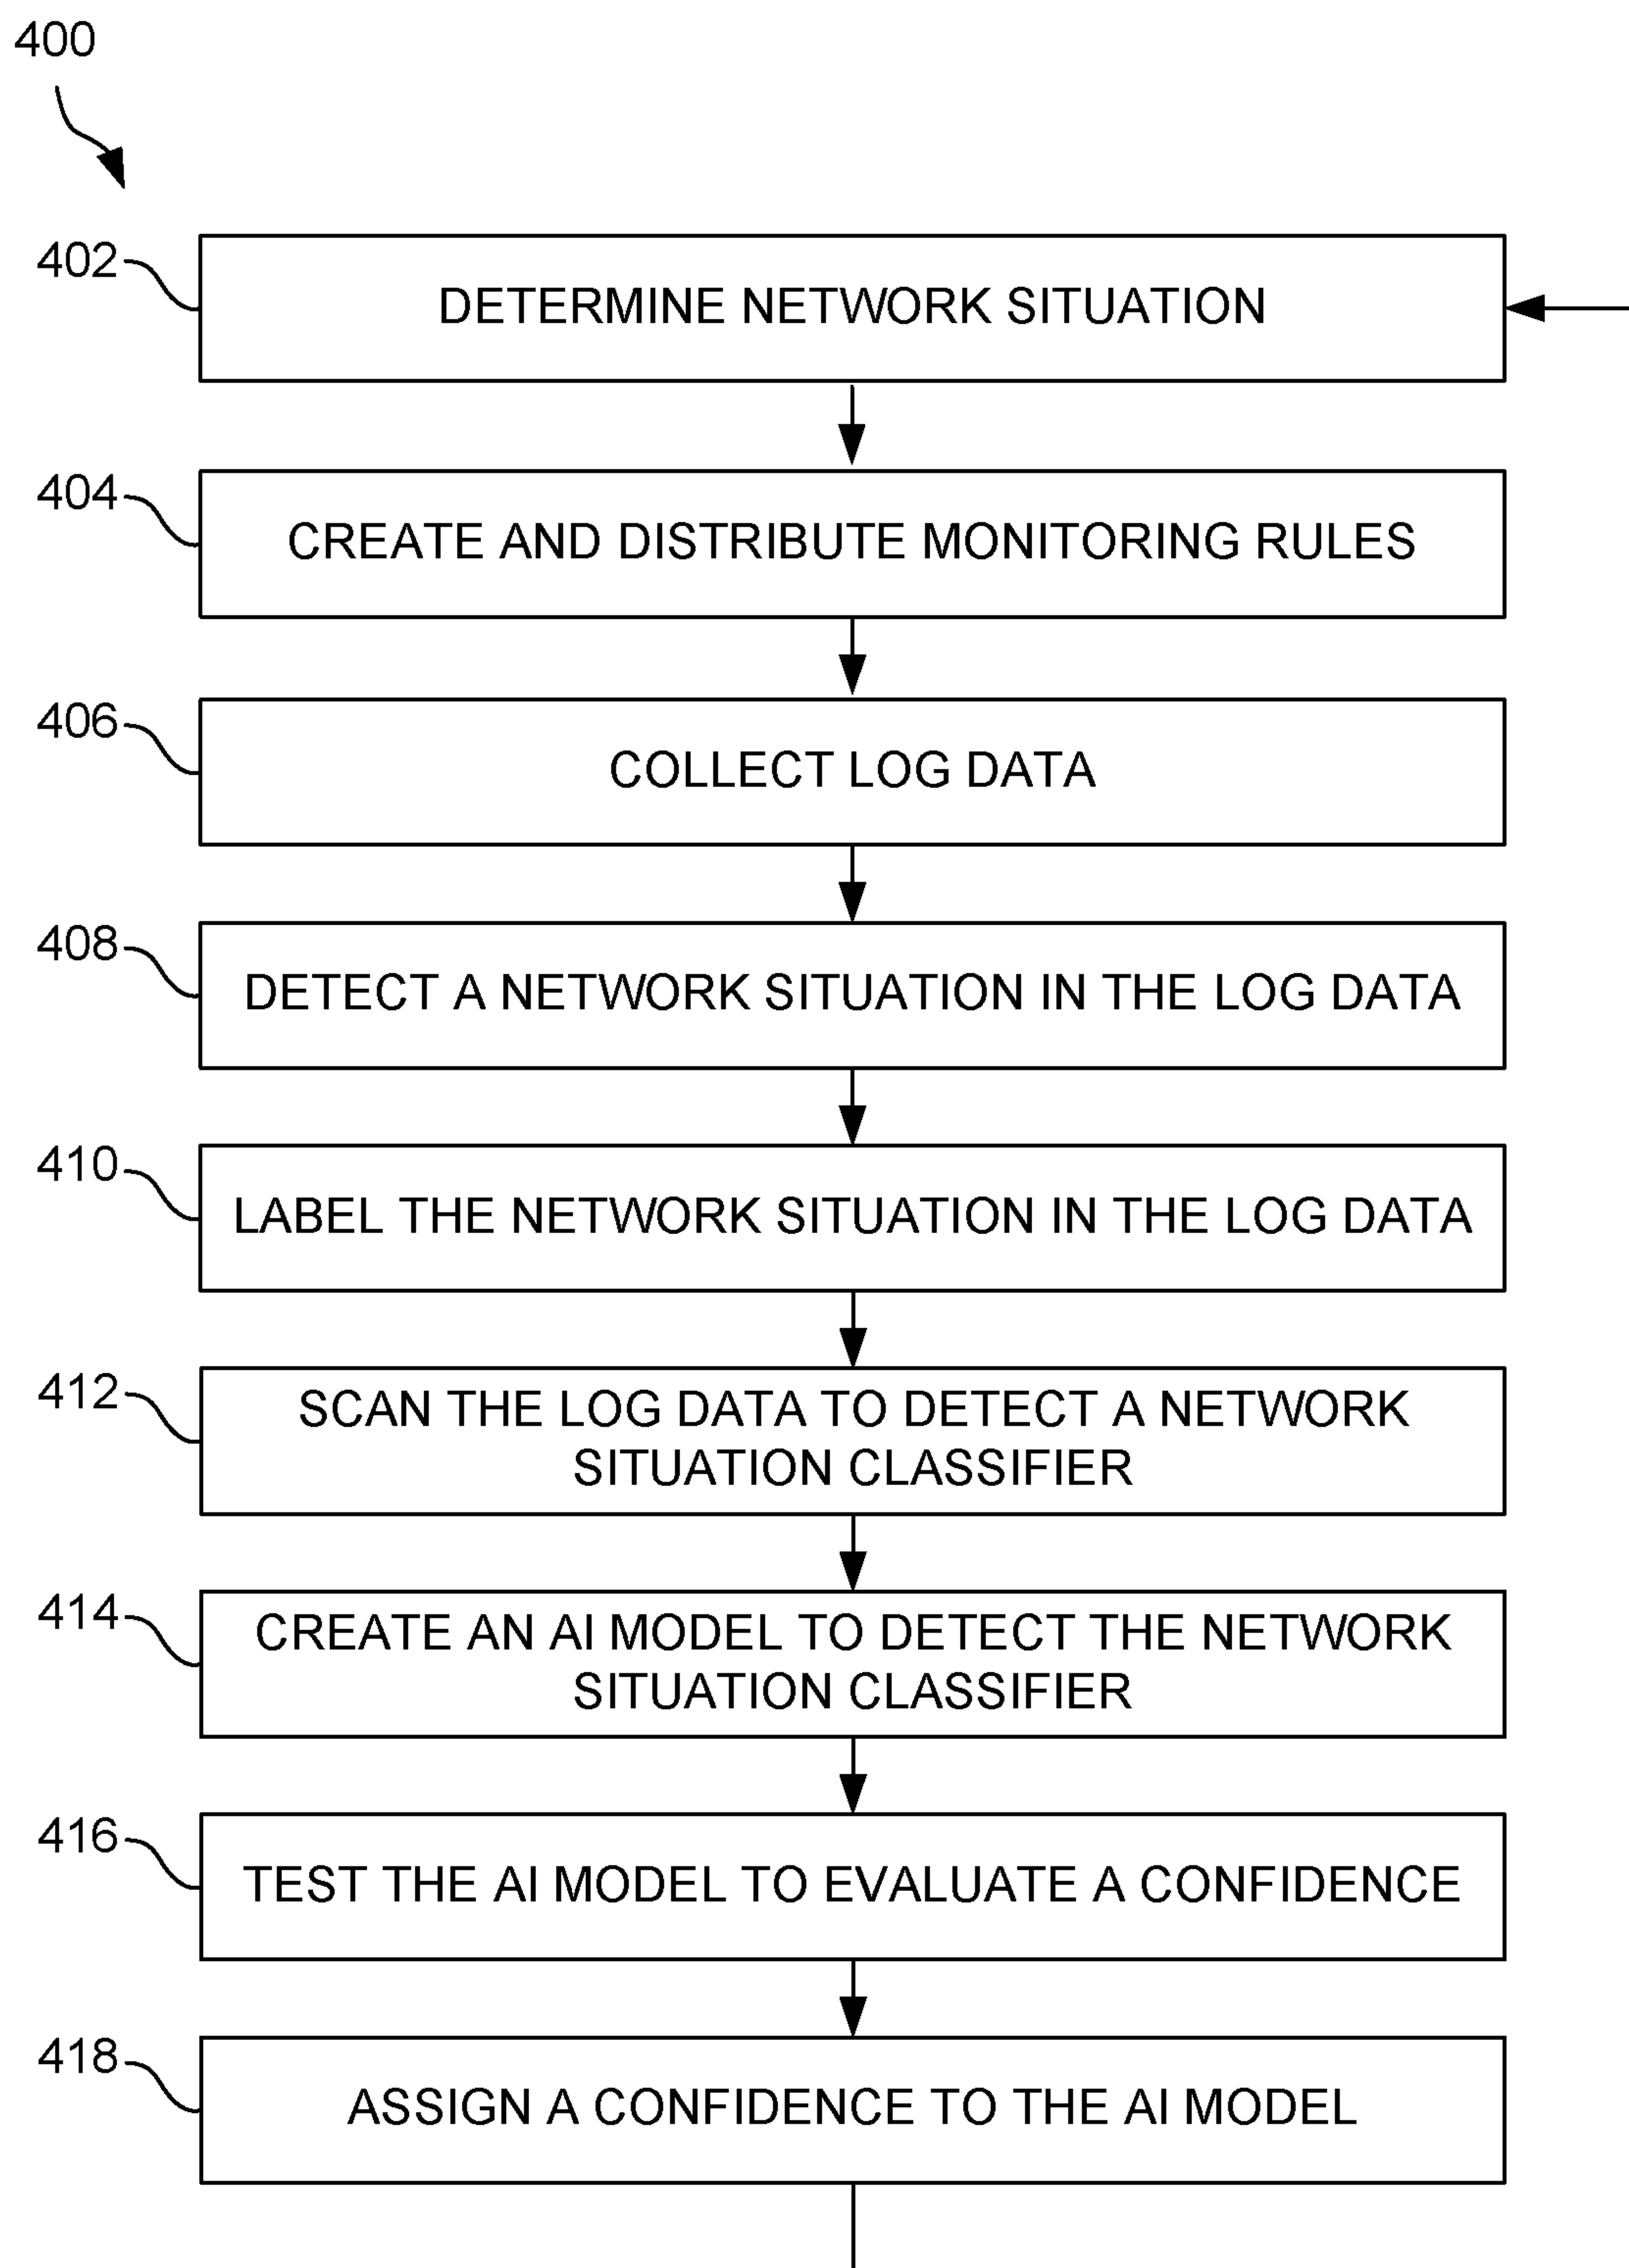 400
402
DETERMINE NETWORK SITUATION
404
CREATE AND DISTRIBUTE MONITORING RULES
406
COLLECT LOG DATA
408
DETECT A NETWORK SITUATION IN THE LOG DATA
410
LABEL THE NETWORK SITUATION IN THE LOG DATA
412
SCAN THE LOG DATA TO DETECT A NETWORK
SITUATION CLASSIFIER
414
CREATE AN AI MODEL TO DETECT THE NETWORK
SITUATION CLASSIFIER
416
TEST THE AI MODEL TO EVALUATE A CONFIDENCE
418
ASSIGN A CONFIDENCE TO THE AI MODEL